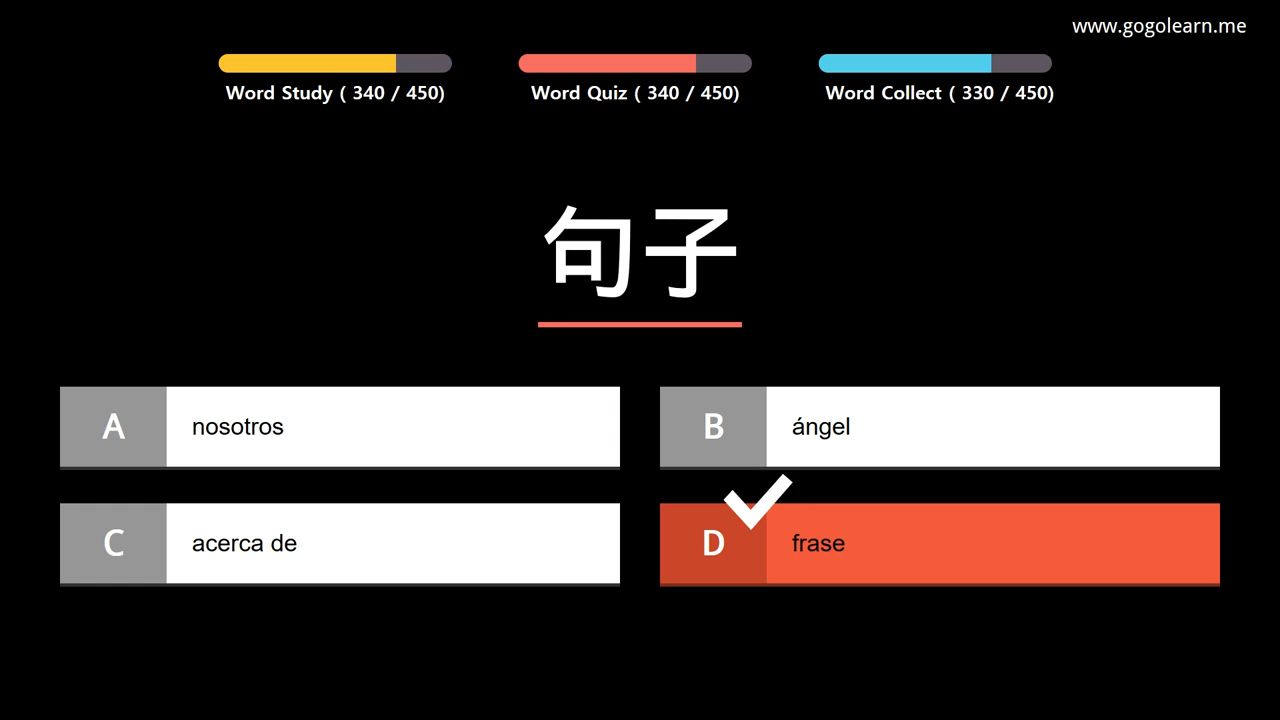 www.gogolearn.me
Word Study ( 340 / 450)
Word Quiz ( 340 / 450)
Word Collect ( 330 / 450)
句子
A nosotros
B ángel
C acerca de
D frase